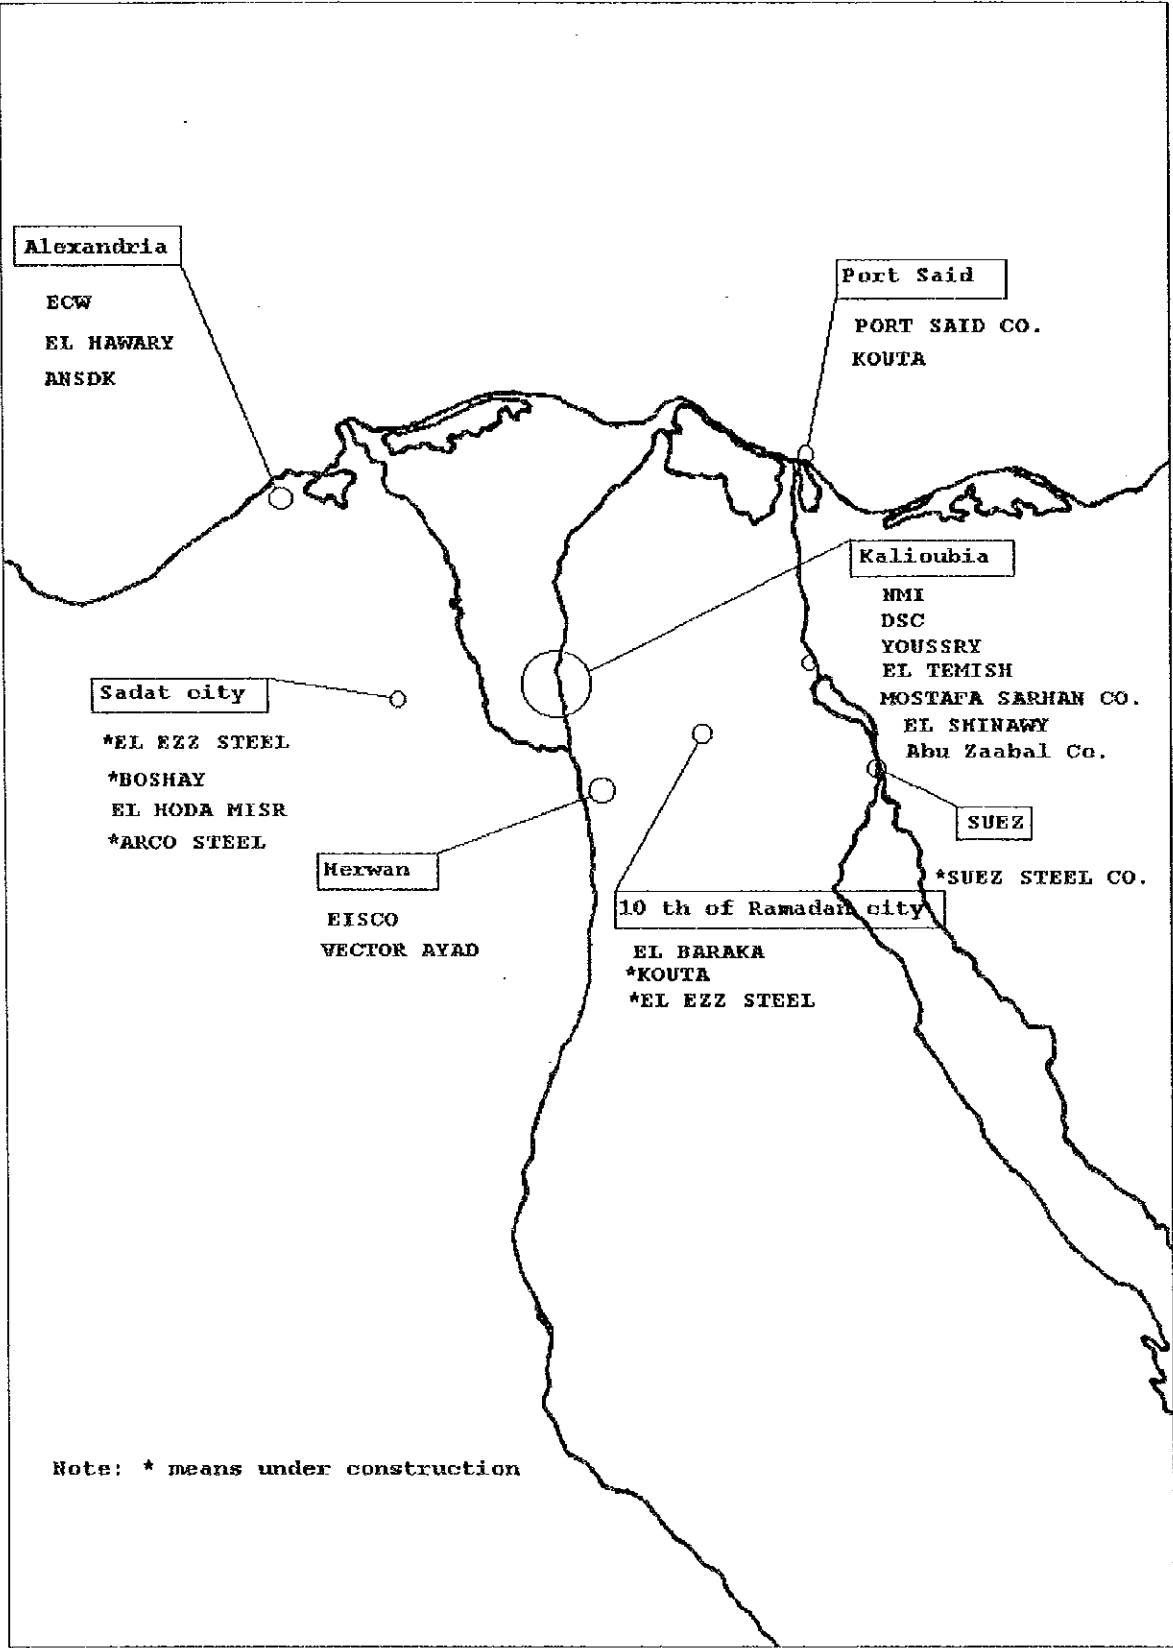 Alexandria
ECW
EL HAWARY
ANSDK
Port Said
PORT SAID CO.
KOUTA
Kalioubia
NMI
DSC
YOUSSRY
EL TEMISH
MOSTAFA SARHAN CO.
EL SHINAWY
Abu Zaabal Co.
Sadat city
*EL EZZ STEEL
*BOSHAY
EL HODA MISR
*ARCO STEEL
Herwan
EISCO
VECTOR AYAD
SUEZ
*SUEZ STEEL CO.
10 th of Ramadan city
EL BARAKA
*KOUTA
*EL EZZ STEEL
Note: * means under construction